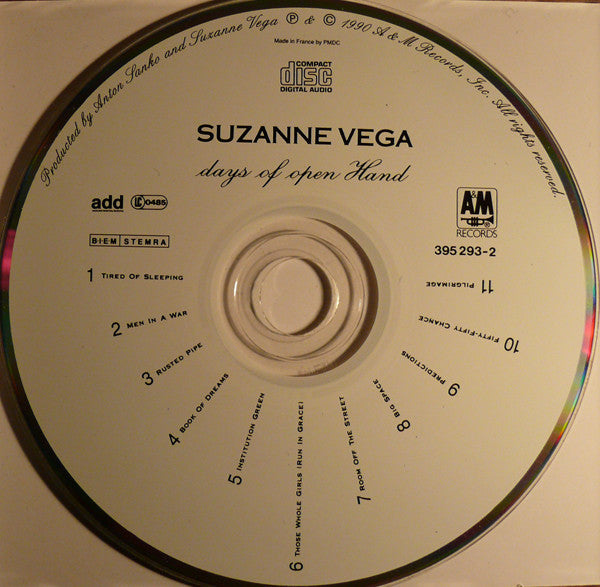 Producted by Anton Sanko and Suzanne Vega ℗ & © 1990 A & M Records, Inc. All rights reserved.
Made in France by PMDC
COMPACT
disc
DIGITAL AUDIO
SUZANNE VEGA
days of open Hand
add
LC 0485
BIEM STEMRA
A&M
RECORDS
395 293-2
1 TIRED OF SLEEPING
2 MEN IN A WAR
3 RUSTED PIPE
4 BOOK OF DREAMS
5 INSTITUTION GREEN
6 THOSE WHOLE GIRLS (RUN IN GRACE)
7 ROOM OFF THE STREET
8 BIG SPACE
9 PREDICTIONS
10 FIFTY-FIFTY CHANCE
11 PILGRIMAGE